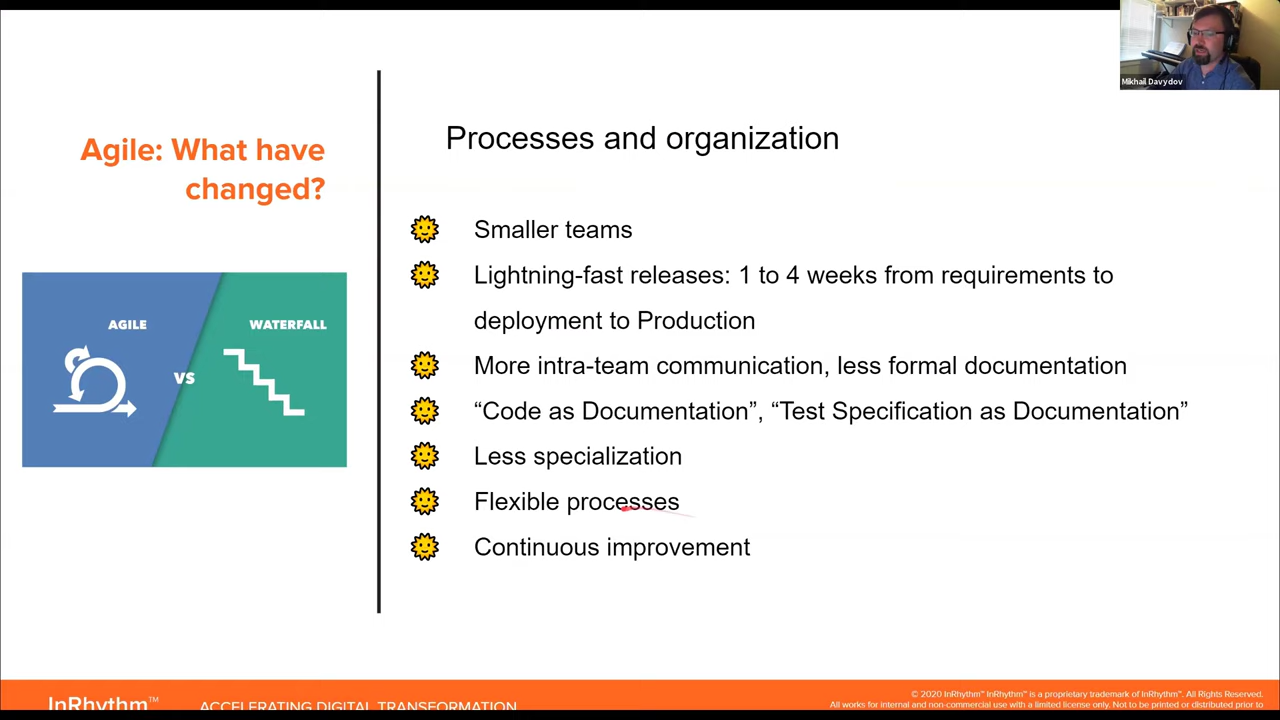 Mikhail Davydov
Agile: What have
changed?
AGILE
VS
WATERFALL
Processes and organization
Smaller teams
Lightning-fast releases: 1 to 4 weeks from requirements to
deployment to Production
More intra-team communication, less formal documentation
“Code as Documentation”, “Test Specification as Documentation”
Less specialization
Flexible processes
Continuous improvement
InRhythm™
ACCELERATING DIGITAL TRANSFORMATION
© 2020 InRhythm™ InRhythm™ is a proprietary trademark of InRhythm™. All Rights Reserved.
All works for internal and non-commercial use with a limited license only. Not to be printed or distributed prior to